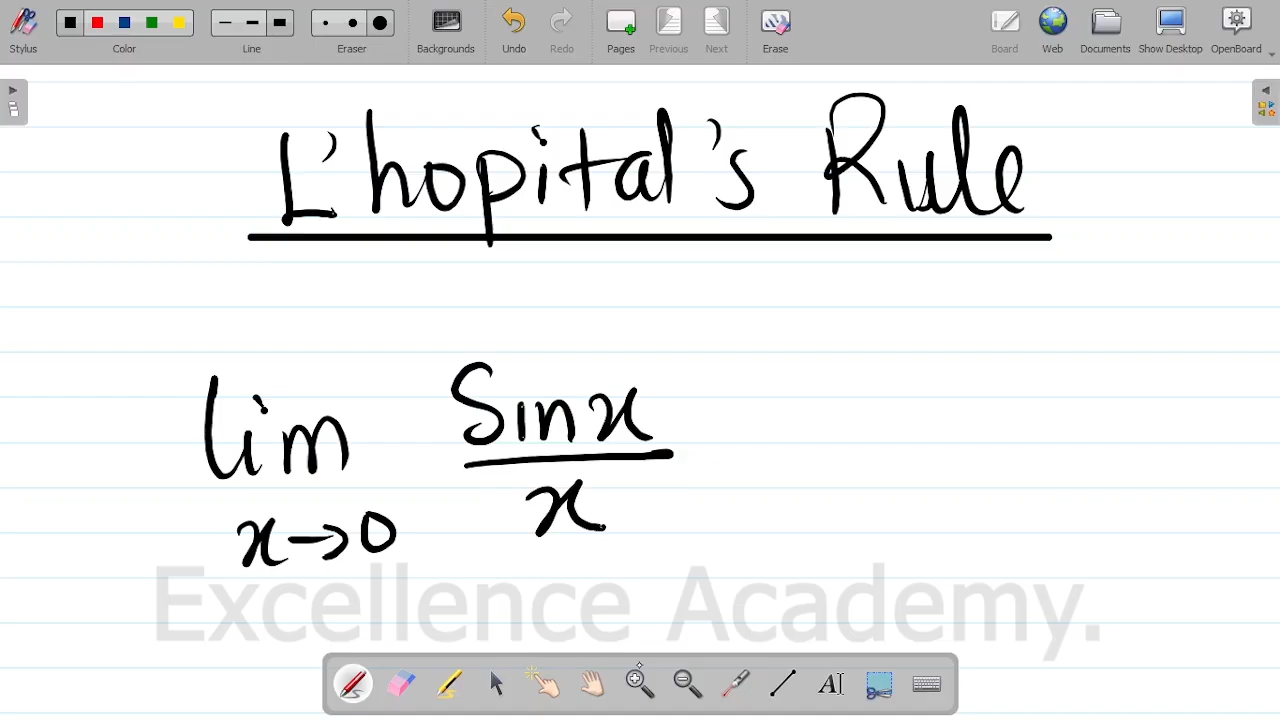 Stylus Color Line Eraser Backgrounds Undo Redo Pages Previous Next Erase Board Web Documents Show Desktop OpenBoard
L'hopital's Rule
lim sinx/x
x→0
Excellence Academy.
AI